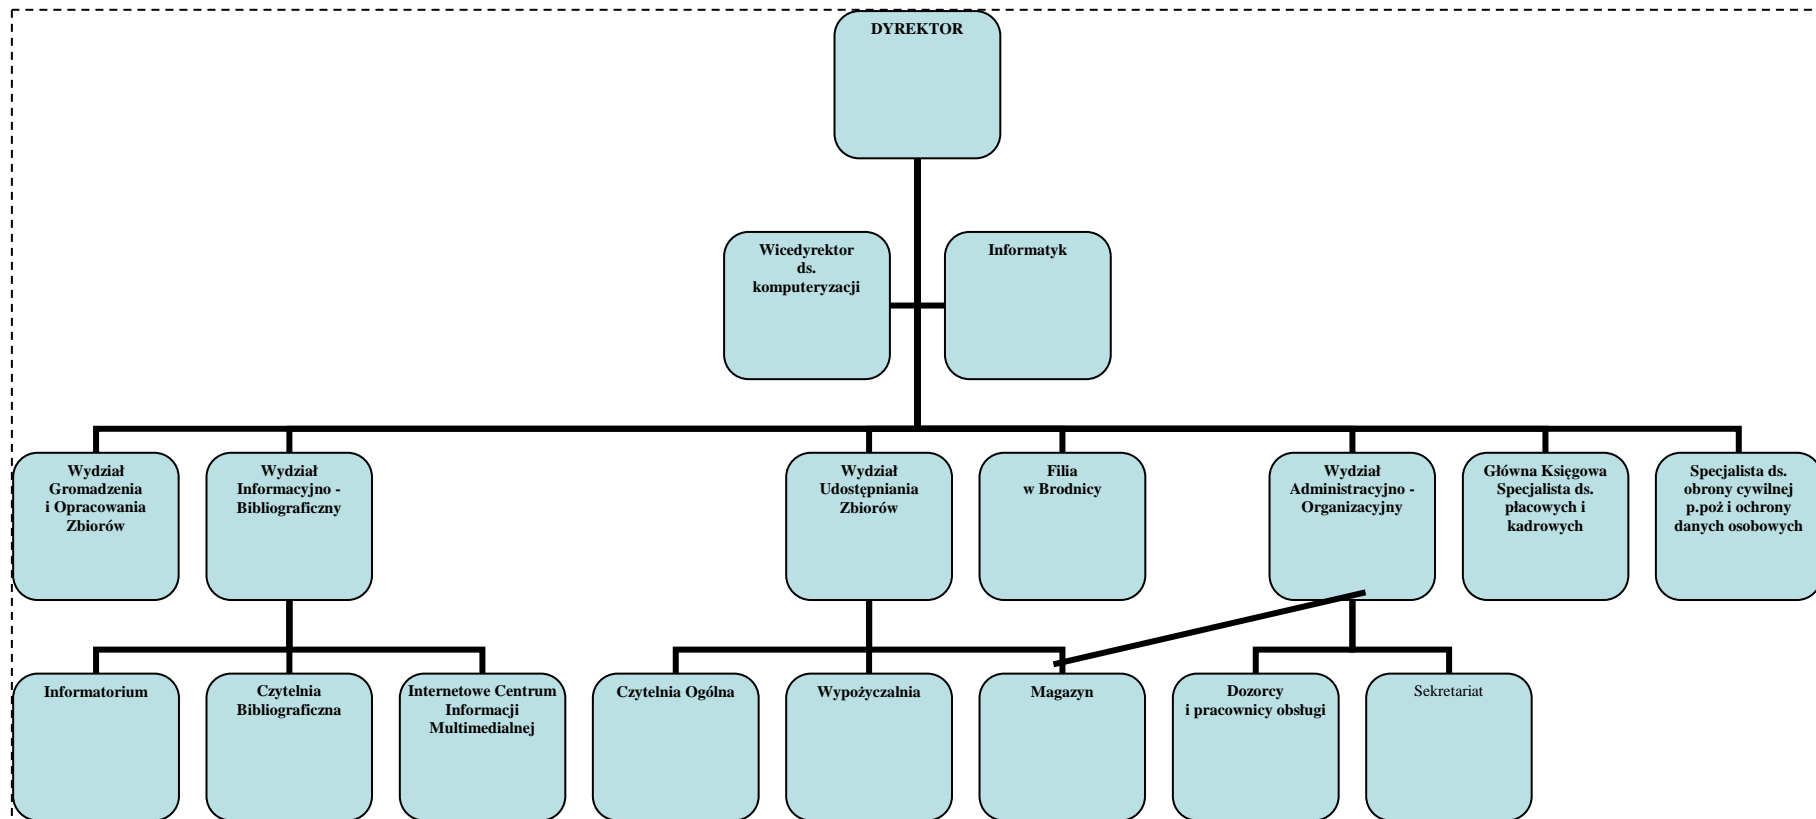 DYREKTOR
Wicedyrektor
ds.
komputeryzacji
Informatyk
Wydział
Gromadzenia
i Opracowania
Zbiorów
Wydział
Informacyjno -
Bibliograficzny
Wydział
Udostępniania
Zbiorów
Filia
w Brodnicy
Wydział
Administracyjno -
Organizacyjny
Główna Księgowa
Specjalista ds.
płacowych i
kadrowych
Specjalista ds.
obrony cywilnej
p.poż i ochrony
danych osobowych
Informatorium
Czytelnia
Bibliograficzna
Internetowe Centrum
Informacji
Multimedialnej
Czytelnia Ogólna
Wypożyczalnia
Magazyn
Dozorcy
i pracownicy obsługi
Sekretariat